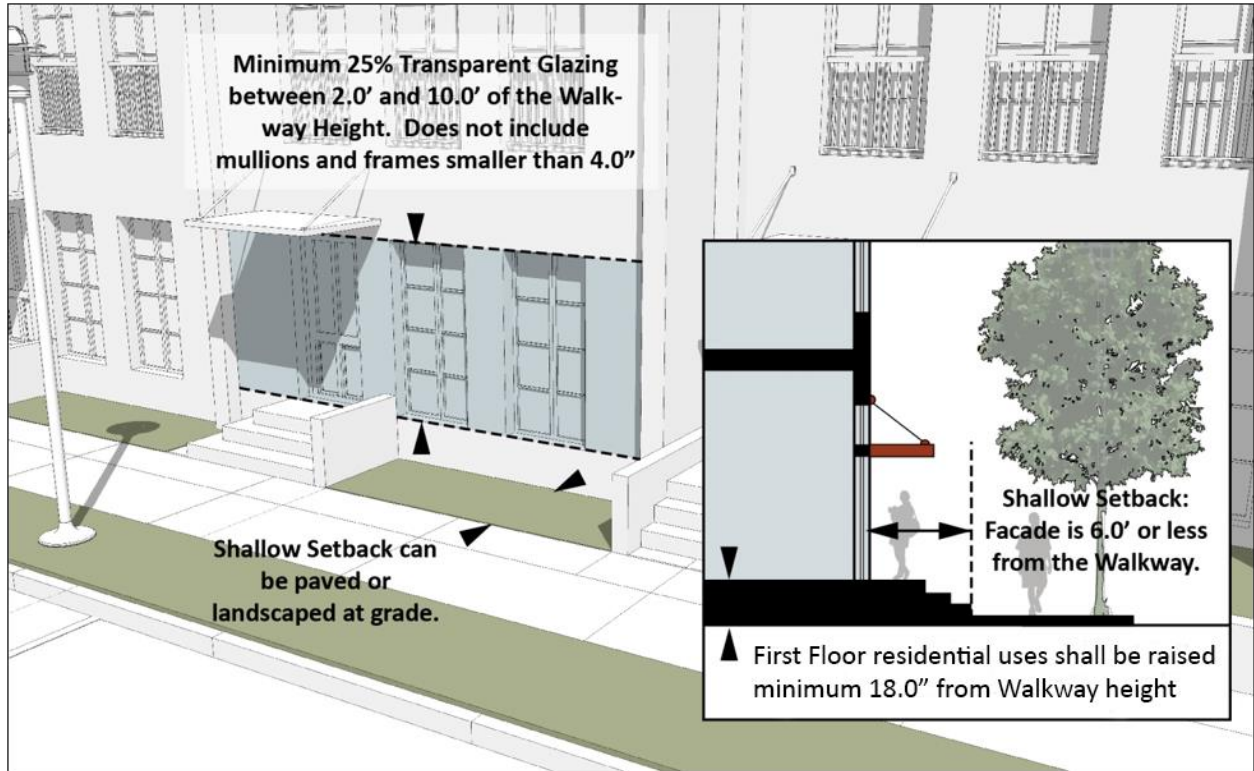 Minimum 25% Transparent Glazing
between 2.0’ and 10.0’ of the Walk-
way Height.  Does not include
mullions and frames smaller than 4.0”
Shallow Setback can
be paved or
landscaped at grade.
Shallow Setback:
Facade is 6.0’ or less
from the Walkway.
First Floor residential uses shall be raised
minimum 18.0” from Walkway height